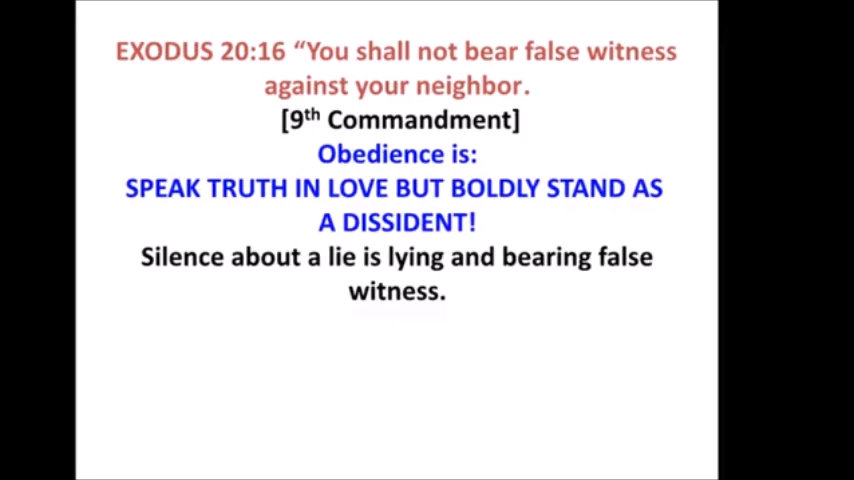 EXODUS 20:16 “You shall not bear false witness
against your neighbor.
[9th Commandment]
Obedience is:
SPEAK TRUTH IN LOVE BUT BOLDLY STAND AS
A DISSIDENT!
Silence about a lie is lying and bearing false
witness.